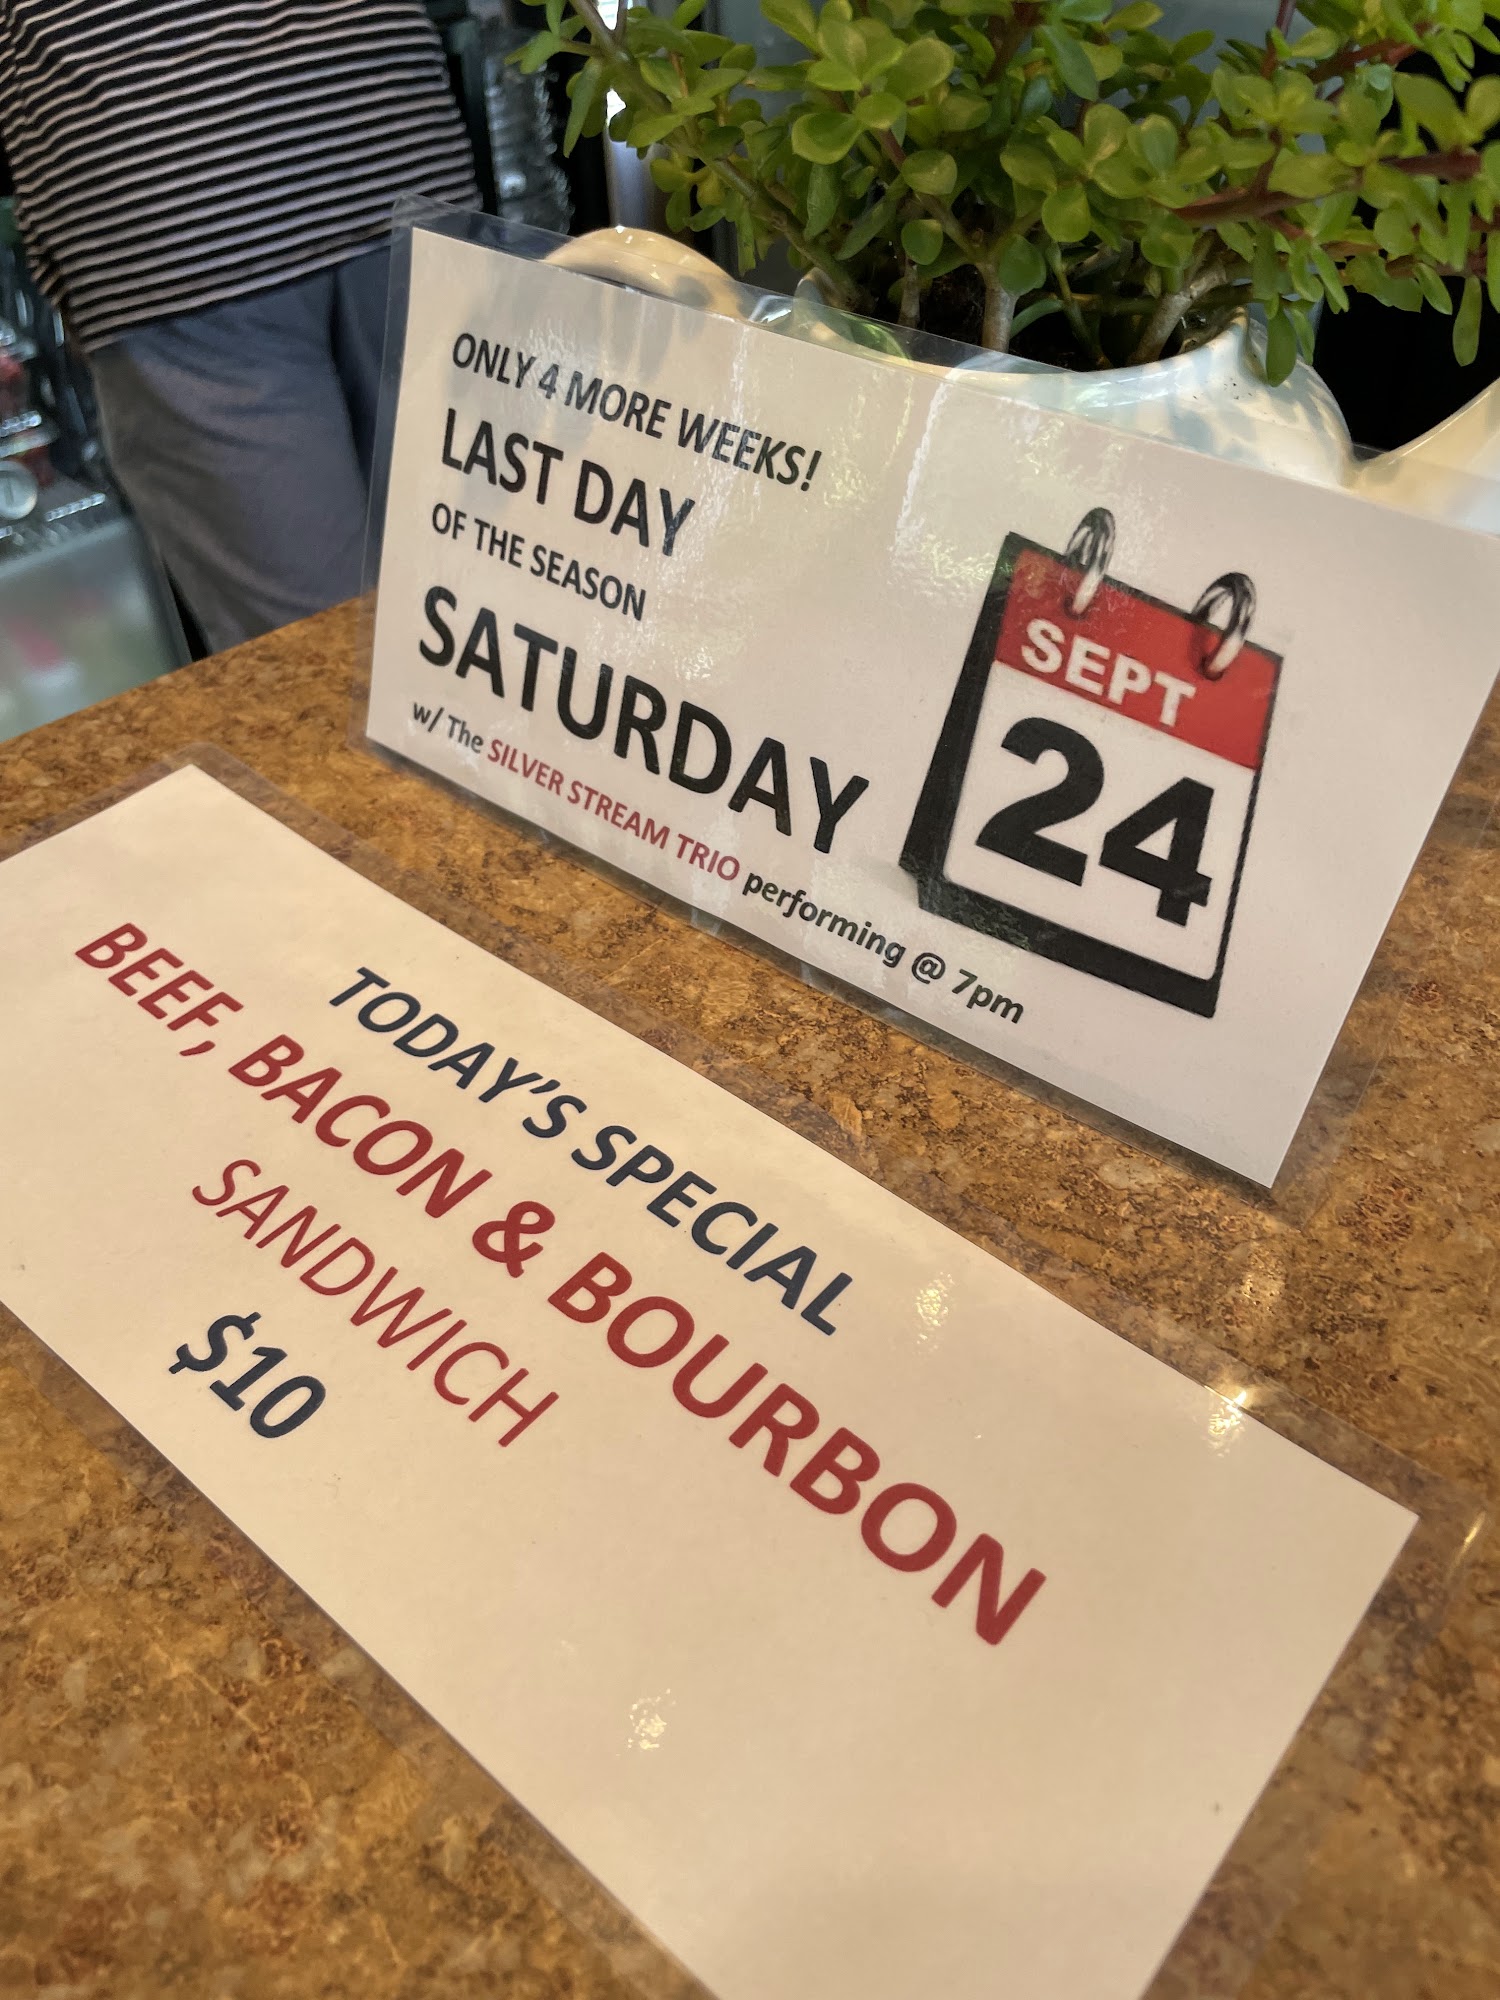 ONLY 4 MORE WEEKS!
LAST DAY
OF THE SEASON
SATURDAY
w/ The SILVER STREAM TRIO performing @ 7pm
SEPT
24
TODAY'S SPECIAL
BEEF, BACON & BOURBON
SANDWICH
$10